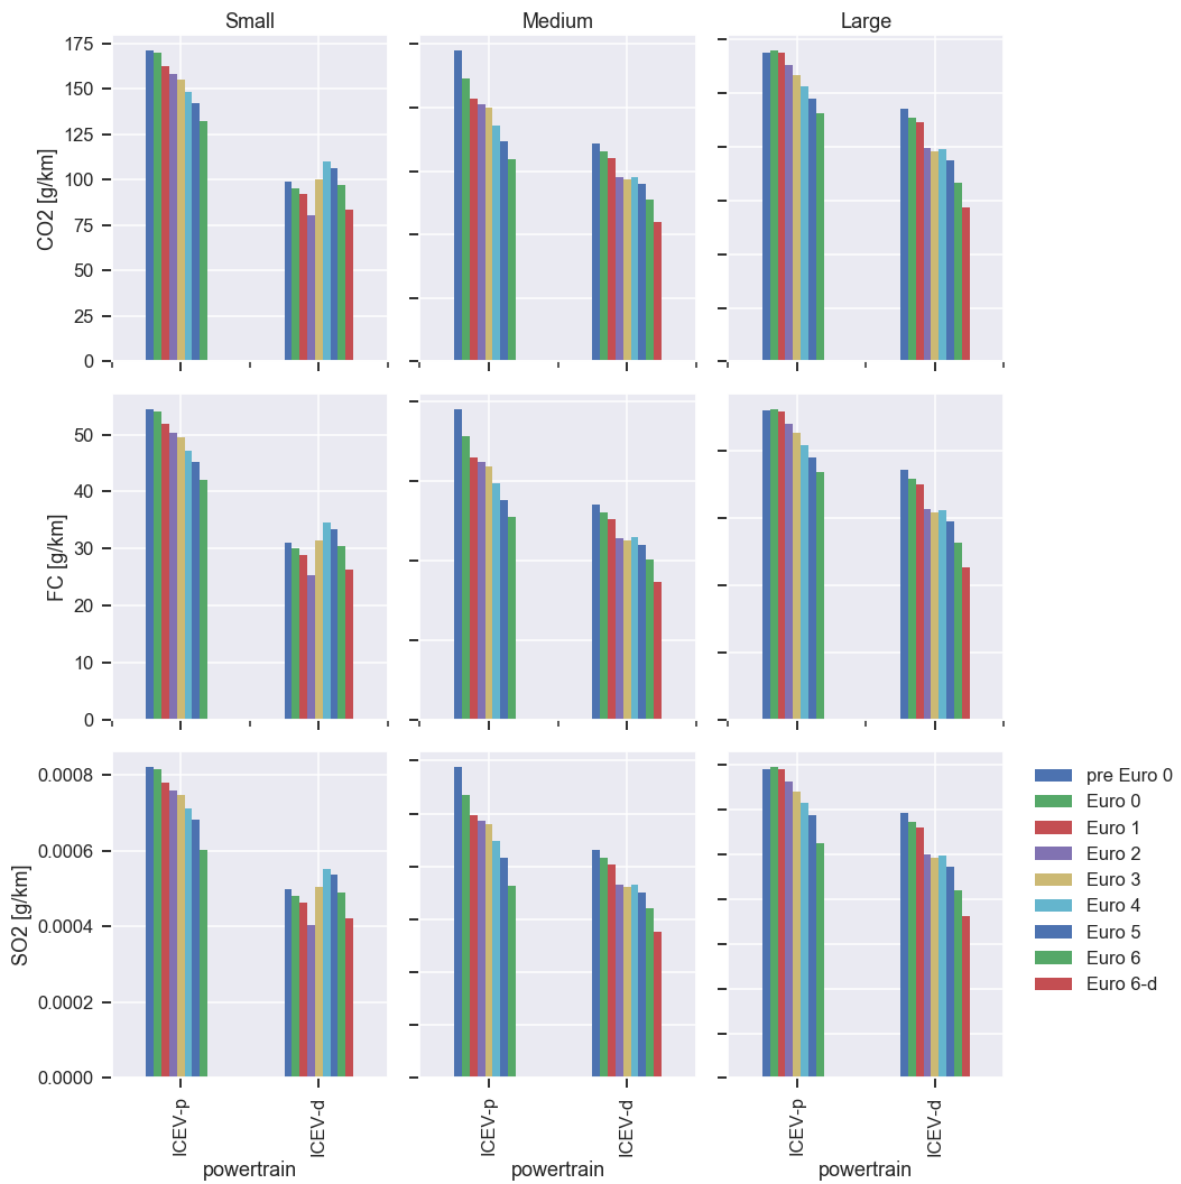 Small
Medium
Large
CO2 [g/km]
175
150
125
100
75
50
25
0
FC [g/km]
50
40
30
20
10
0
SO2 [g/km]
0.0008
0.0006
0.0004
0.0002
0.0000
pre Euro 0
Euro 0
Euro 1
Euro 2
Euro 3
Euro 4
Euro 5
Euro 6
Euro 6-d
ICEV-p
ICEV-d
ICEV-p
ICEV-d
ICEV-p
ICEV-d
powertrain
powertrain
powertrain